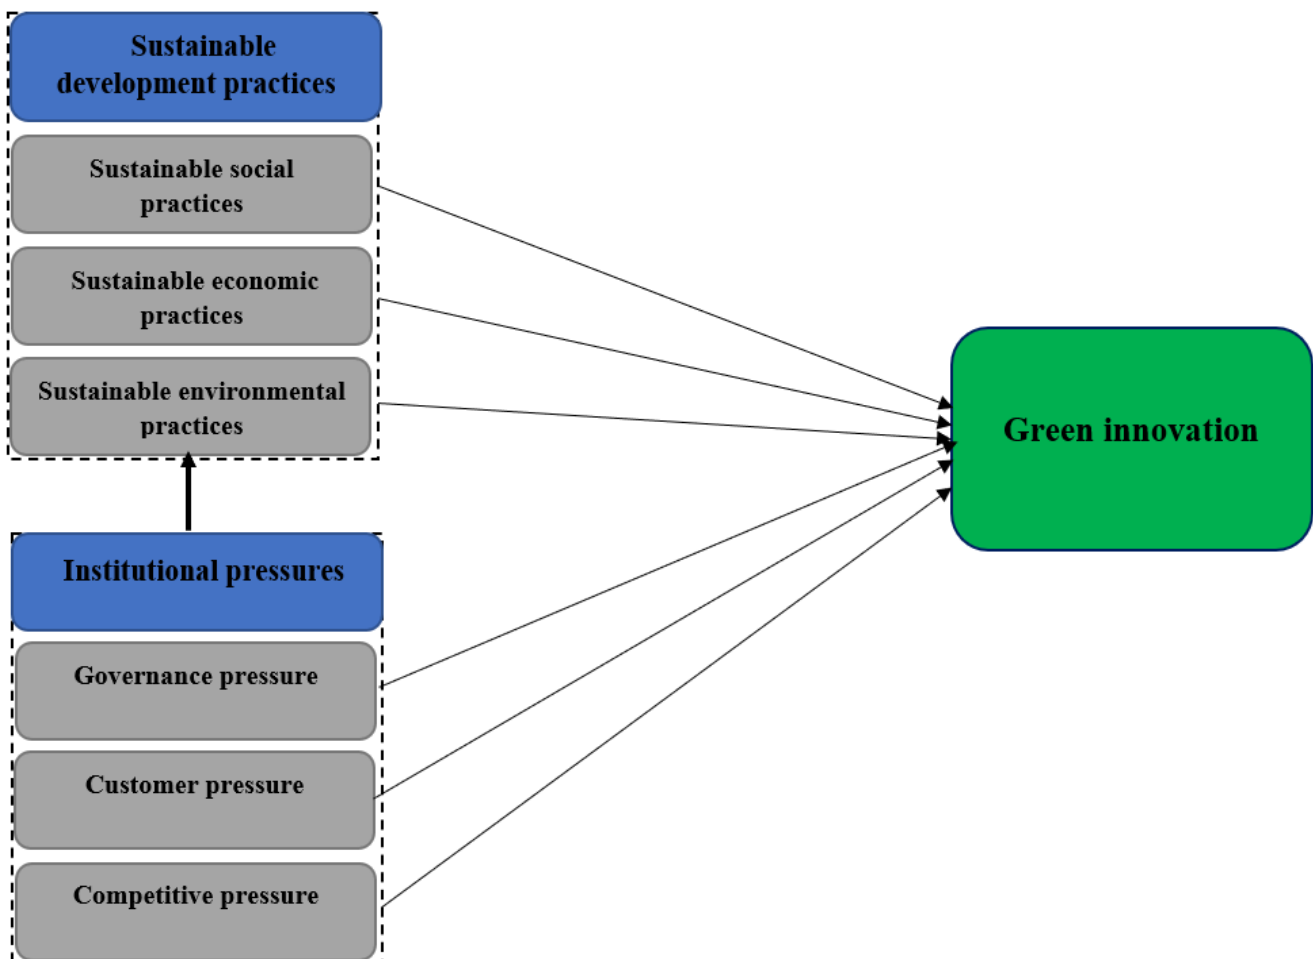 Sustainable
development practices
Sustainable social
practices
Sustainable economic
practices
Sustainable environmental
practices
Green innovation
Institutional pressures
Governance pressure
Customer pressure
Competitive pressure